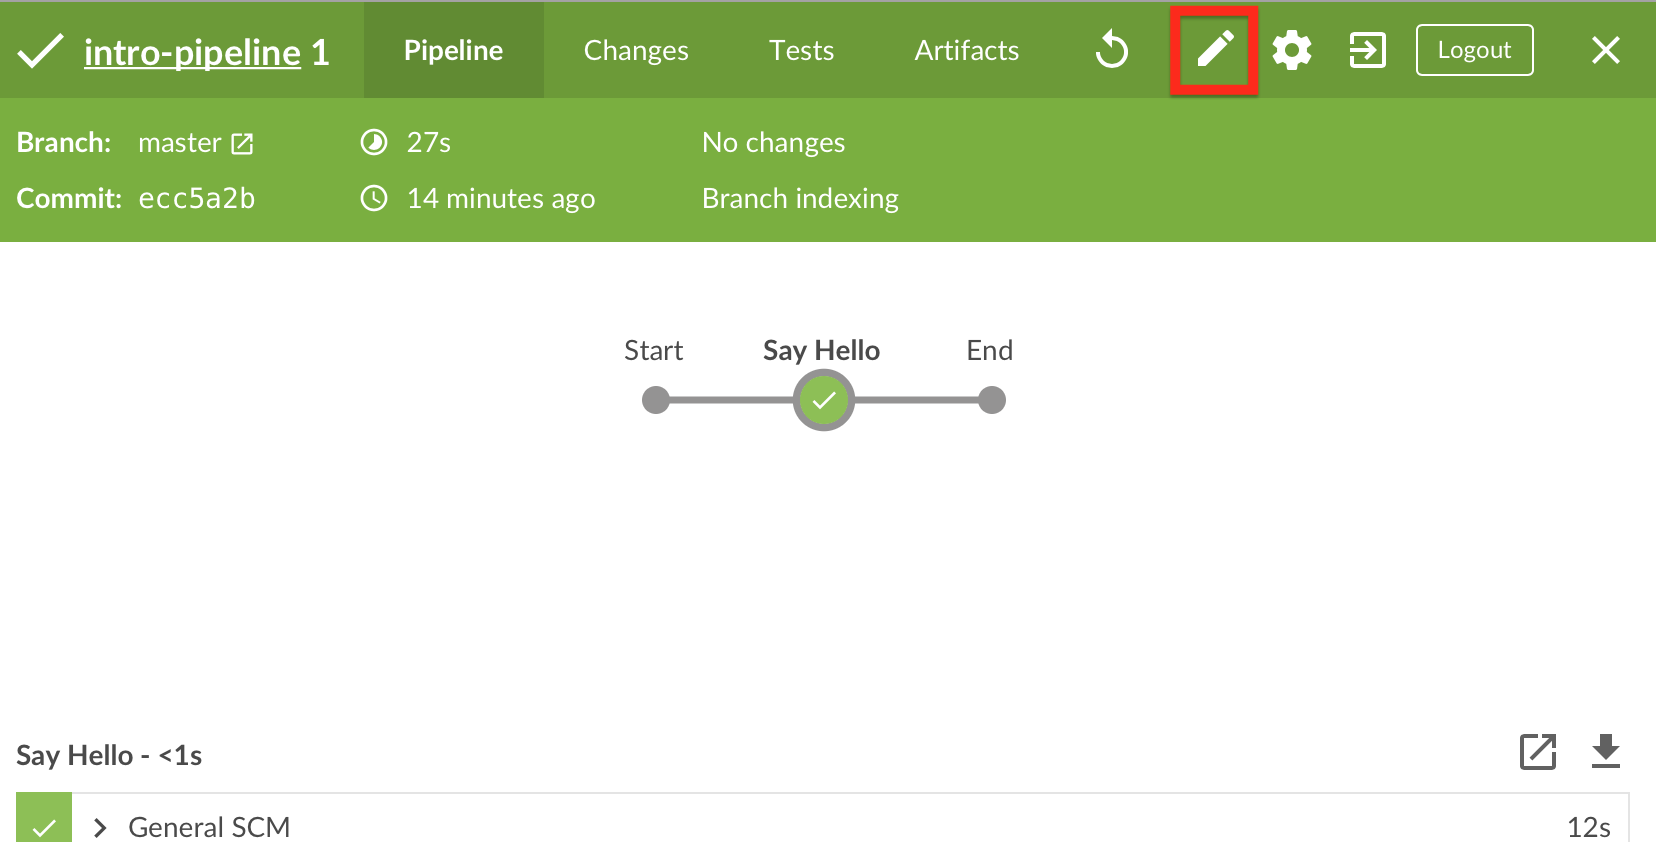 intro-pipeline 1 Pipeline Changes Tests Artifacts Logout
Branch: master 27s No changes
Commit: ecc5a2b 14 minutes ago Branch indexing
Start Say Hello End
Say Hello - <1s
General SCM 12s